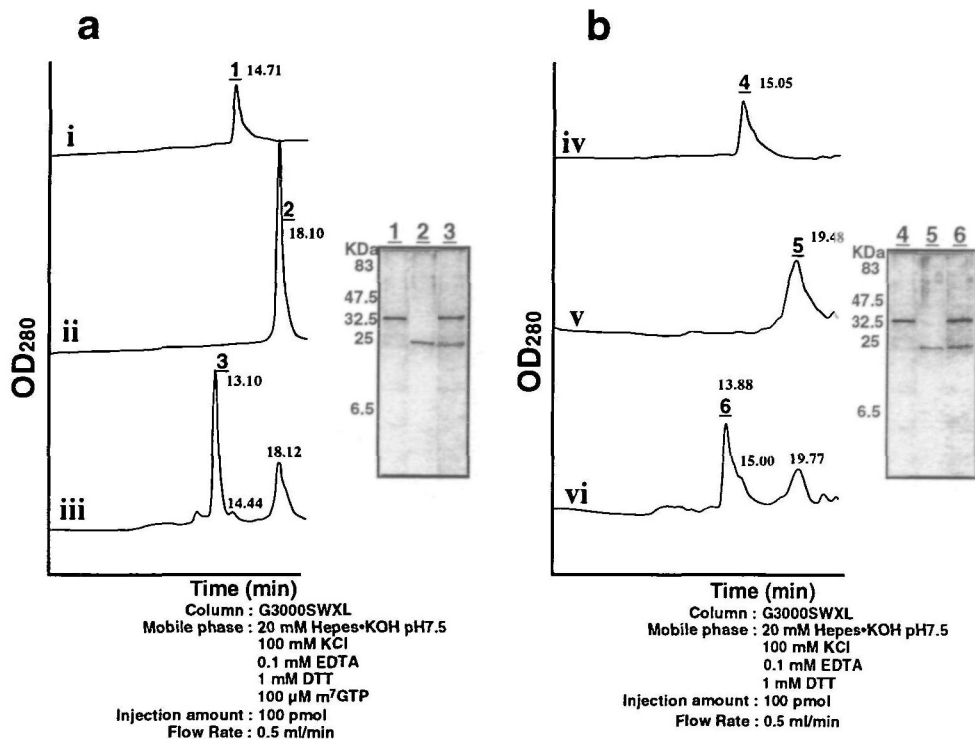 a
1 14.71
i
2
18.10
ii
3
13.10
14.44
18.12
iii
OD280
Time (min)
1 2 3
KDa
83
47.5
32.5
25
6.5
Column : G3000SWXL
Mobile phase : 20 mM Hepes•KOH pH7.5
100 mM KCl
0.1 mM EDTA
1 mM DTT
100 µM m⁷GTP
Injection amount : 100 pmol
Flow Rate : 0.5 ml/min
b
4 15.05
iv
19.48
5
v
13.88
6
15.00
19.77
vi
OD280
Time (min)
4 5 6
KDa
83
47.5
32.5
25
6.5
Column : G3000SWXL
Mobile phase : 20 mM Hepes•KOH pH7.5
100 mM KCl
0.1 mM EDTA
1 mM DTT
Injection amount : 100 pmol
Flow Rate : 0.5 ml/min